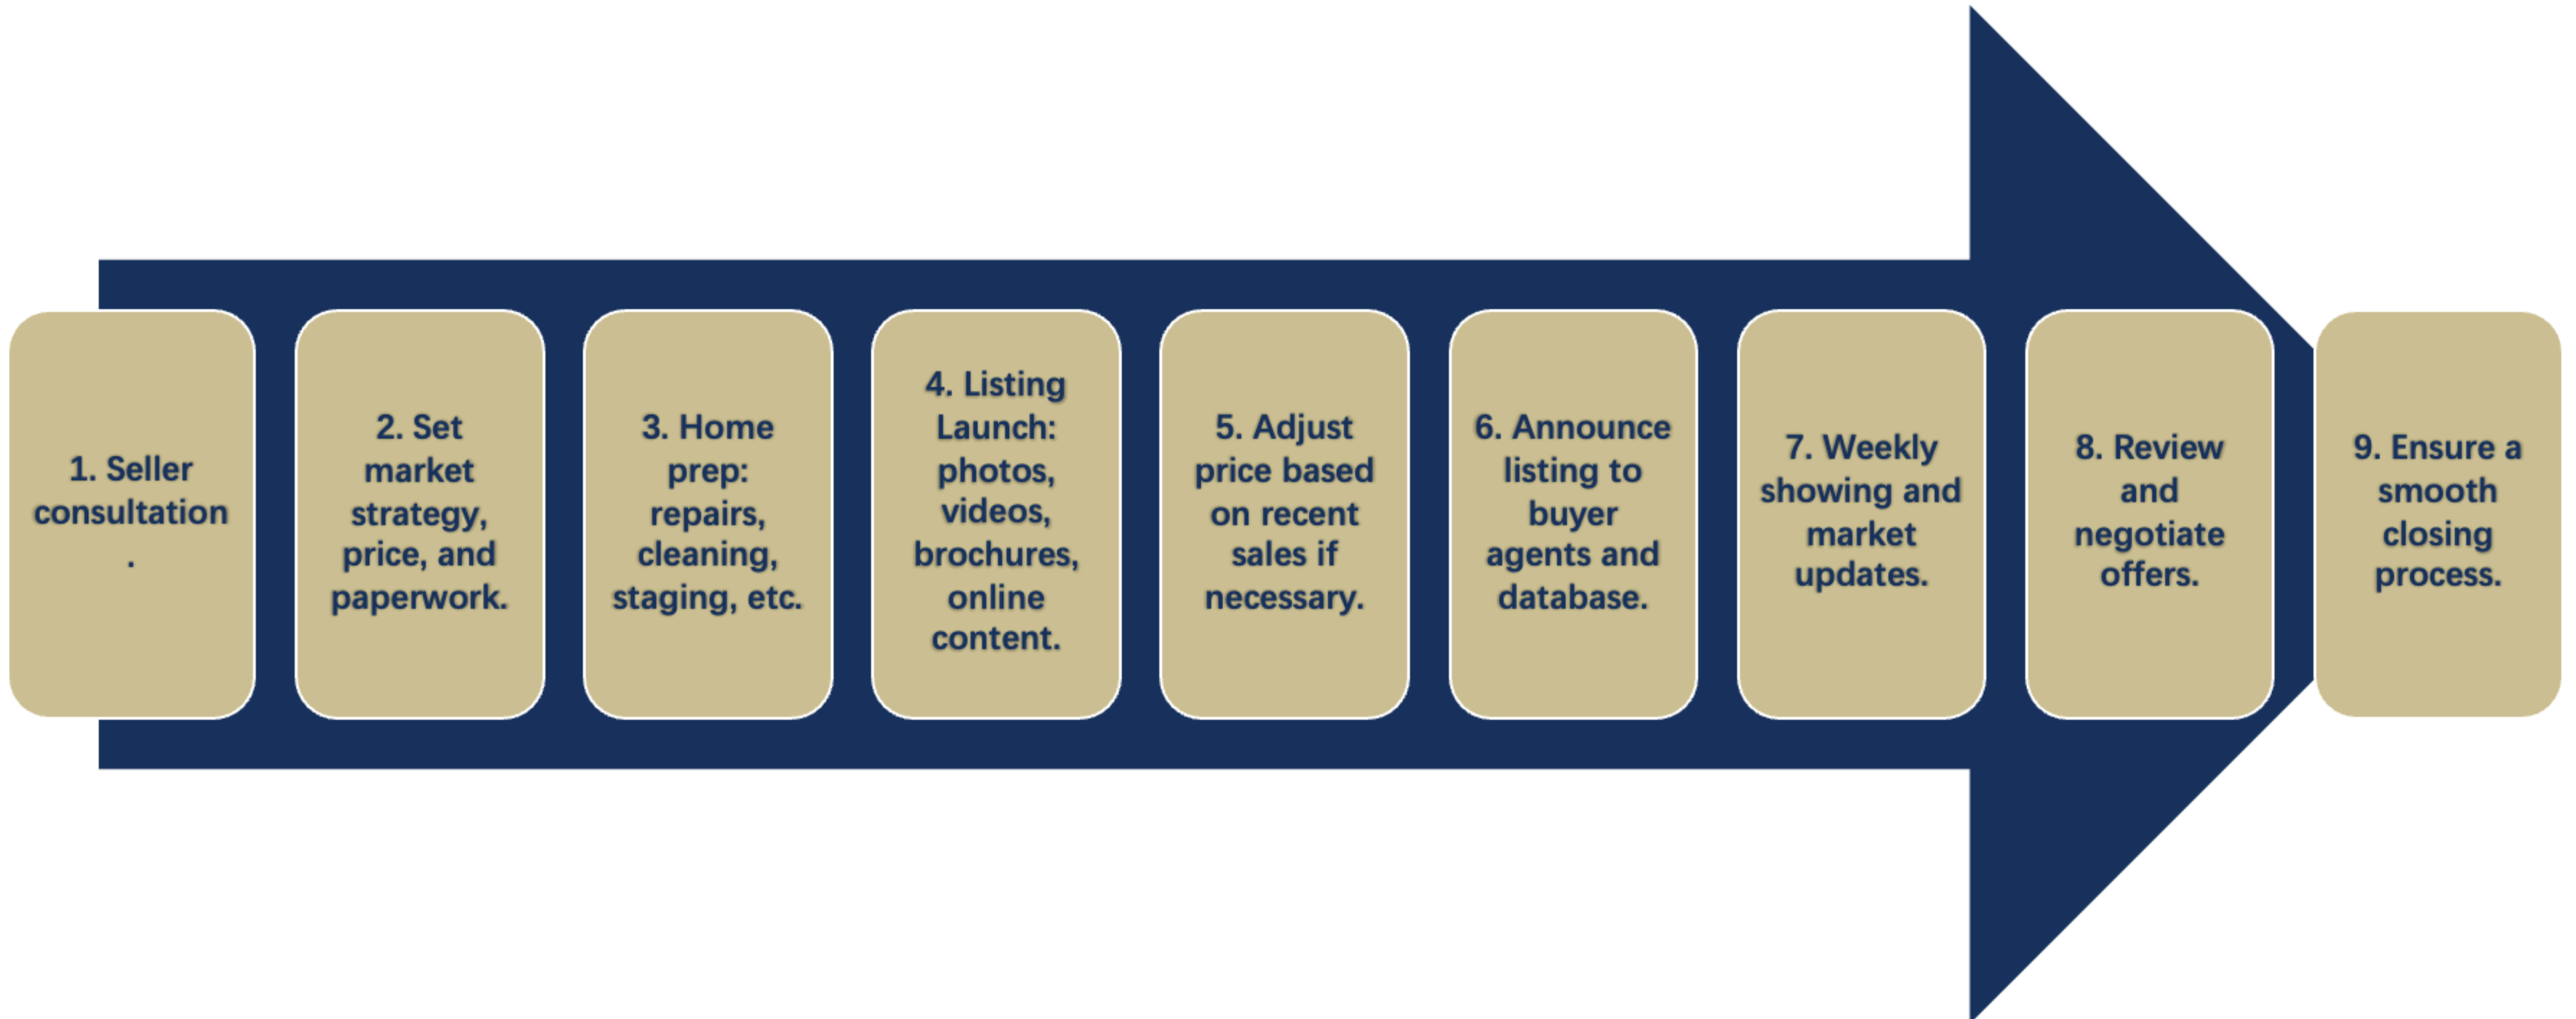 1. Seller
consultation
.
2. Set
market
strategy,
price, and
paperwork.
3. Home
prep:
repairs,
cleaning,
staging, etc.
4. Listing
Launch:
photos,
videos,
brochures,
online
content.
5. Adjust
price based
on recent
sales if
necessary.
6. Announce
listing to
buyer
agents and
database.
7. Weekly
showing and
market
updates.
8. Review
and
negotiate
offers.
9. Ensure a
smooth
closing
process.